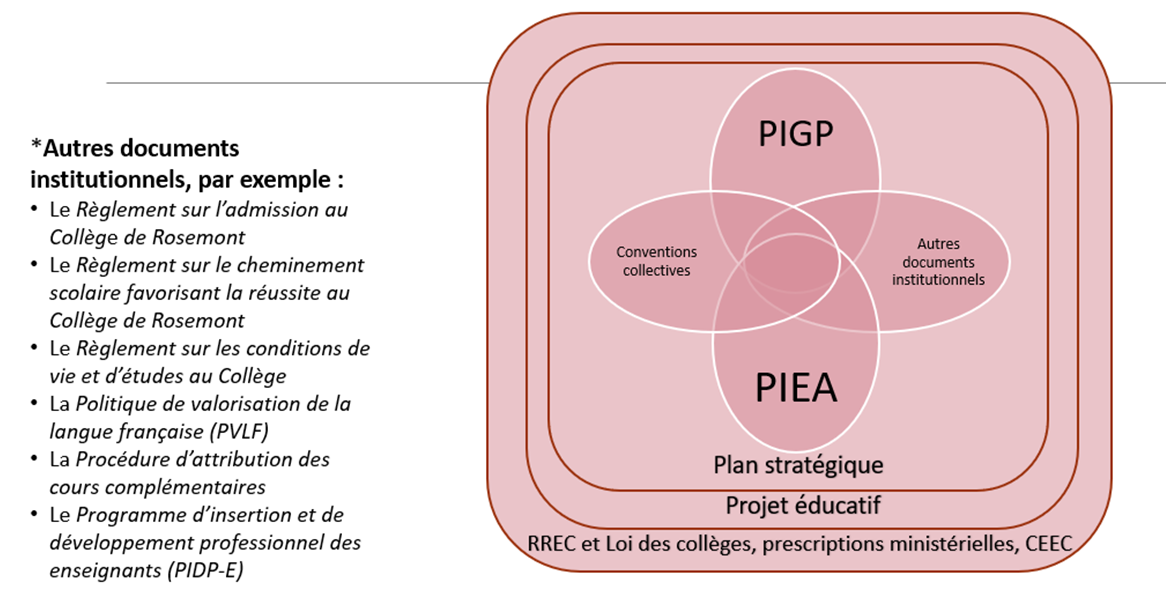 *Autres documents
institutionnels, par exemple :
• Le Règlement sur l'admission au
Collège de Rosemont
• Le Règlement sur le cheminement
scolaire favorisant la réussite au
Collège de Rosemont
• Le Règlement sur les conditions de
vie et d'études au Collège
• La Politique de valorisation de la
langue française (PVLF)
• La Procédure d'attribution des
cours complémentaires
• Le Programme d'insertion et de
développement professionnel des
enseignants (PIDP-E)
PIGP
Conventions
collectives
Autres
documents
institutionnels
PIEA
Plan stratégique
Projet éducatif
RREC et Loi des collèges, prescriptions ministérielles, CEEC